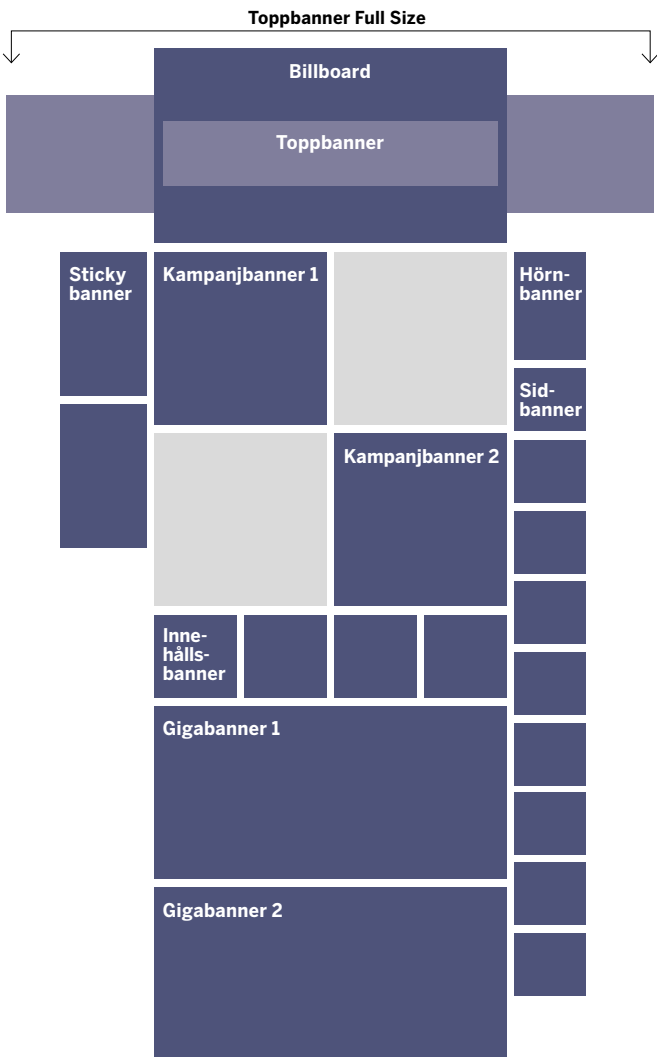 Toppbanner Full Size
Billboard
Toppbanner
Sticky
banner
Kampanjbanner 1
Hörn-
banner
Sid-
banner
Kampanjbanner 2
Inne-
hålls-
banner
Gigabanner 1
Gigabanner 2